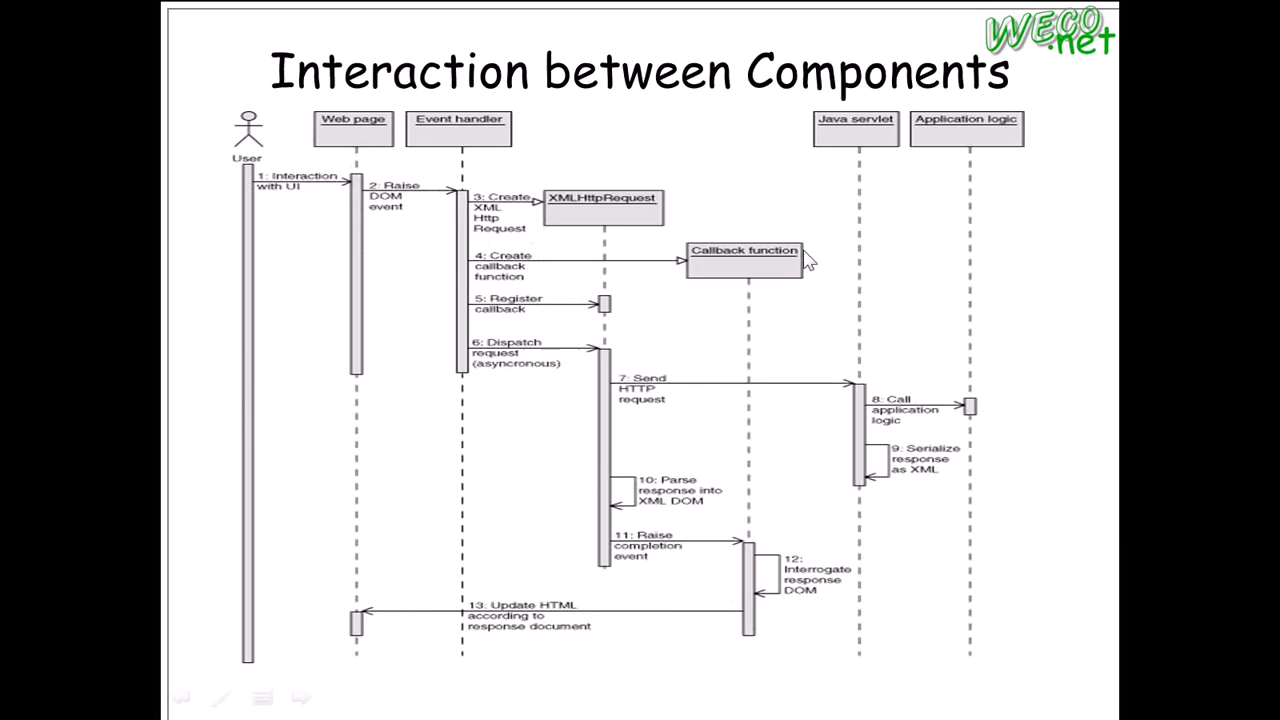 WECO
.net
Interaction between Components
Web page
Event handler
Java servlet
Application logic
User
1: Interaction
with UI
2: Raise
DOM
event
3: Create
XML
Http
Request
XMLHttpRequest
4: Create
callback
function
Callback function
5: Register
callback
6: Dispatch
request
(asyncronous)
7: Send
HTTP
request
8: Call
application
logic
9: Serialize
response
as XML
10: Parse
response into
XML DOM
11: Raise
completion
event
12:
Interrogate
response
DOM
13: Update HTML
according to
response document